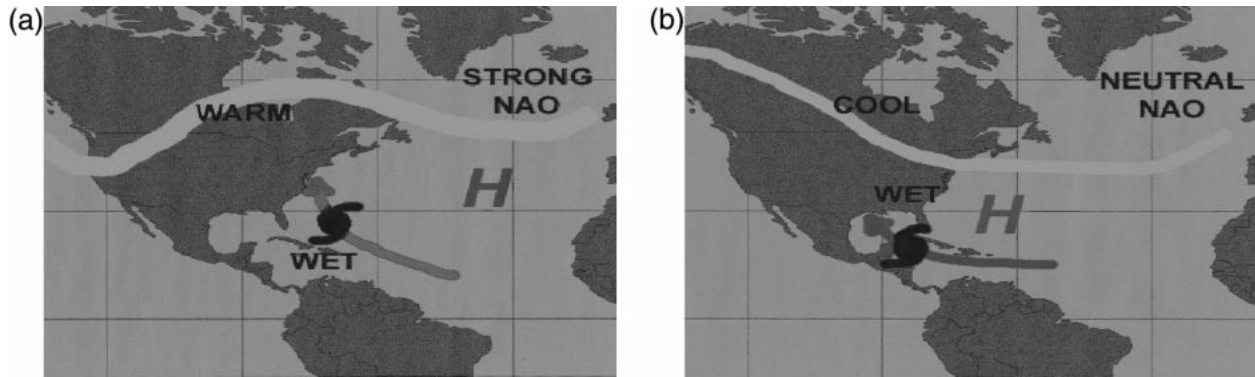 (a)
STRONG
NAO
WARM
H
WET
(b)
NEUTRAL
NAO
COOL
WET
H